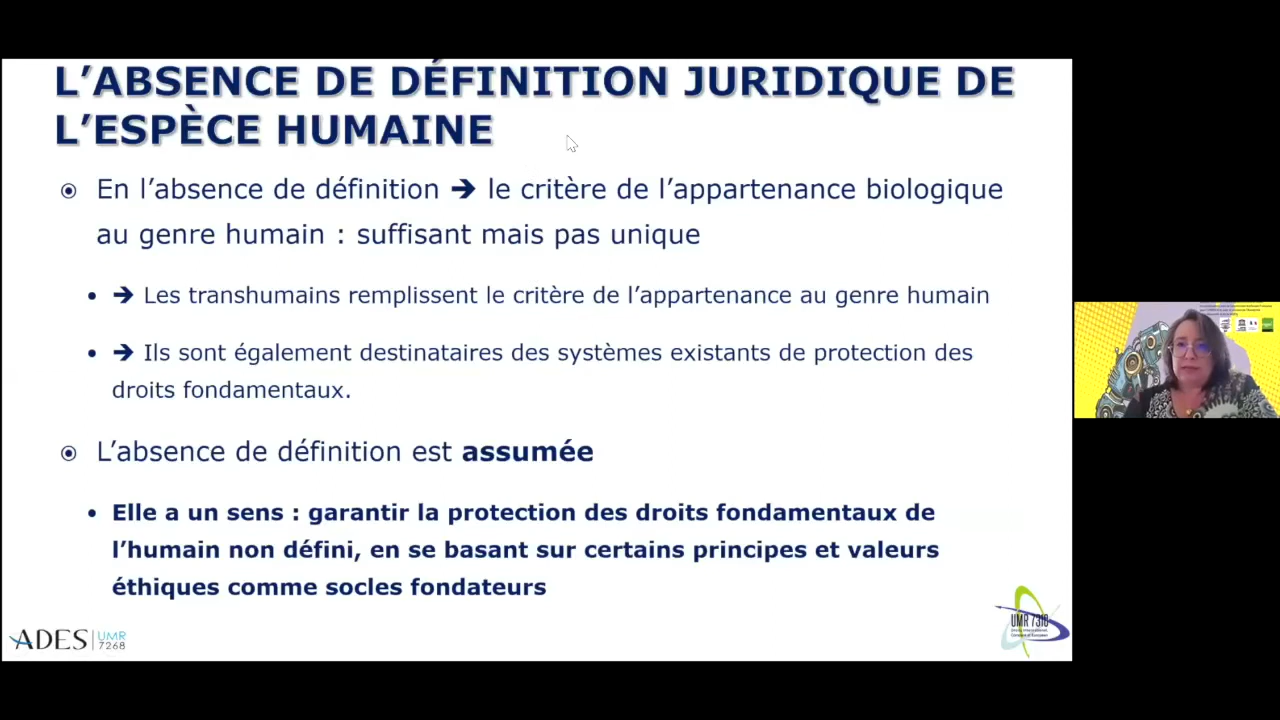 L’ABSENCE DE DÉFINITION JURIDIQUE DE
L’ESPÈCE HUMAINE
En l’absence de définition ➔ le critère de l’appartenance biologique
au genre humain : suffisant mais pas unique
➔ Les transhumains remplissent le critère de l’appartenance au genre humain
➔ Ils sont également destinataires des systèmes existants de protection des
droits fondamentaux.
L’absence de définition est assumée
Elle a un sens : garantir la protection des droits fondamentaux de
l’humain non défini, en se basant sur certains principes et valeurs
éthiques comme socles fondateurs
ADES UMR
7268
UMR 7318